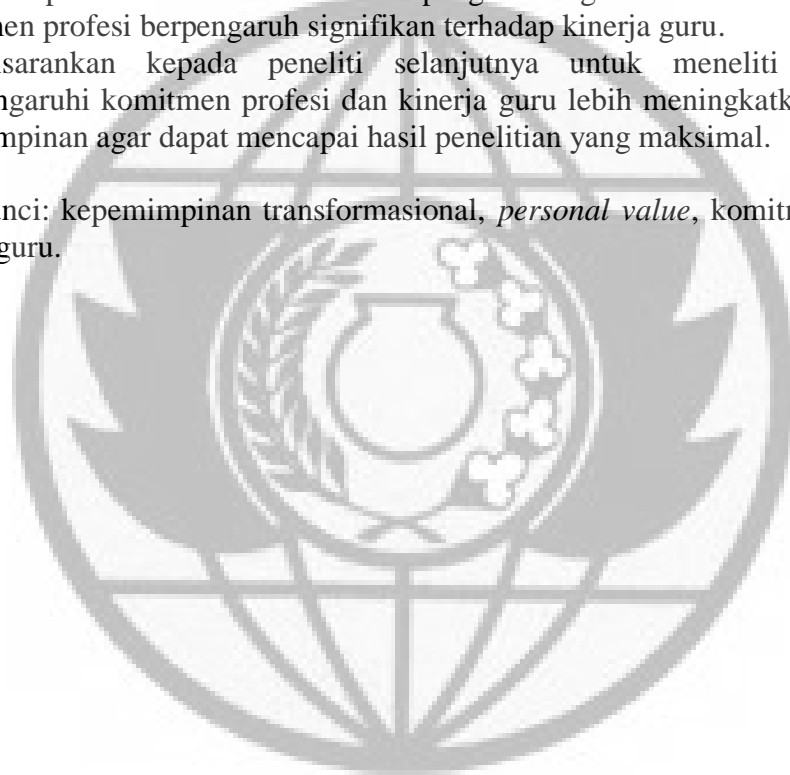 men profesi berpengaruh signifikan terhadap kinerja guru.
sarankan kepada peneliti selanjutnya untuk meneliti
ngaruhi komitmen profesi dan kinerja guru lebih meningkatk
mpinan agar dapat mencapai hasil penelitian yang maksimal.
nci: kepemimpinan transformasional, personal value, komitm
guru.